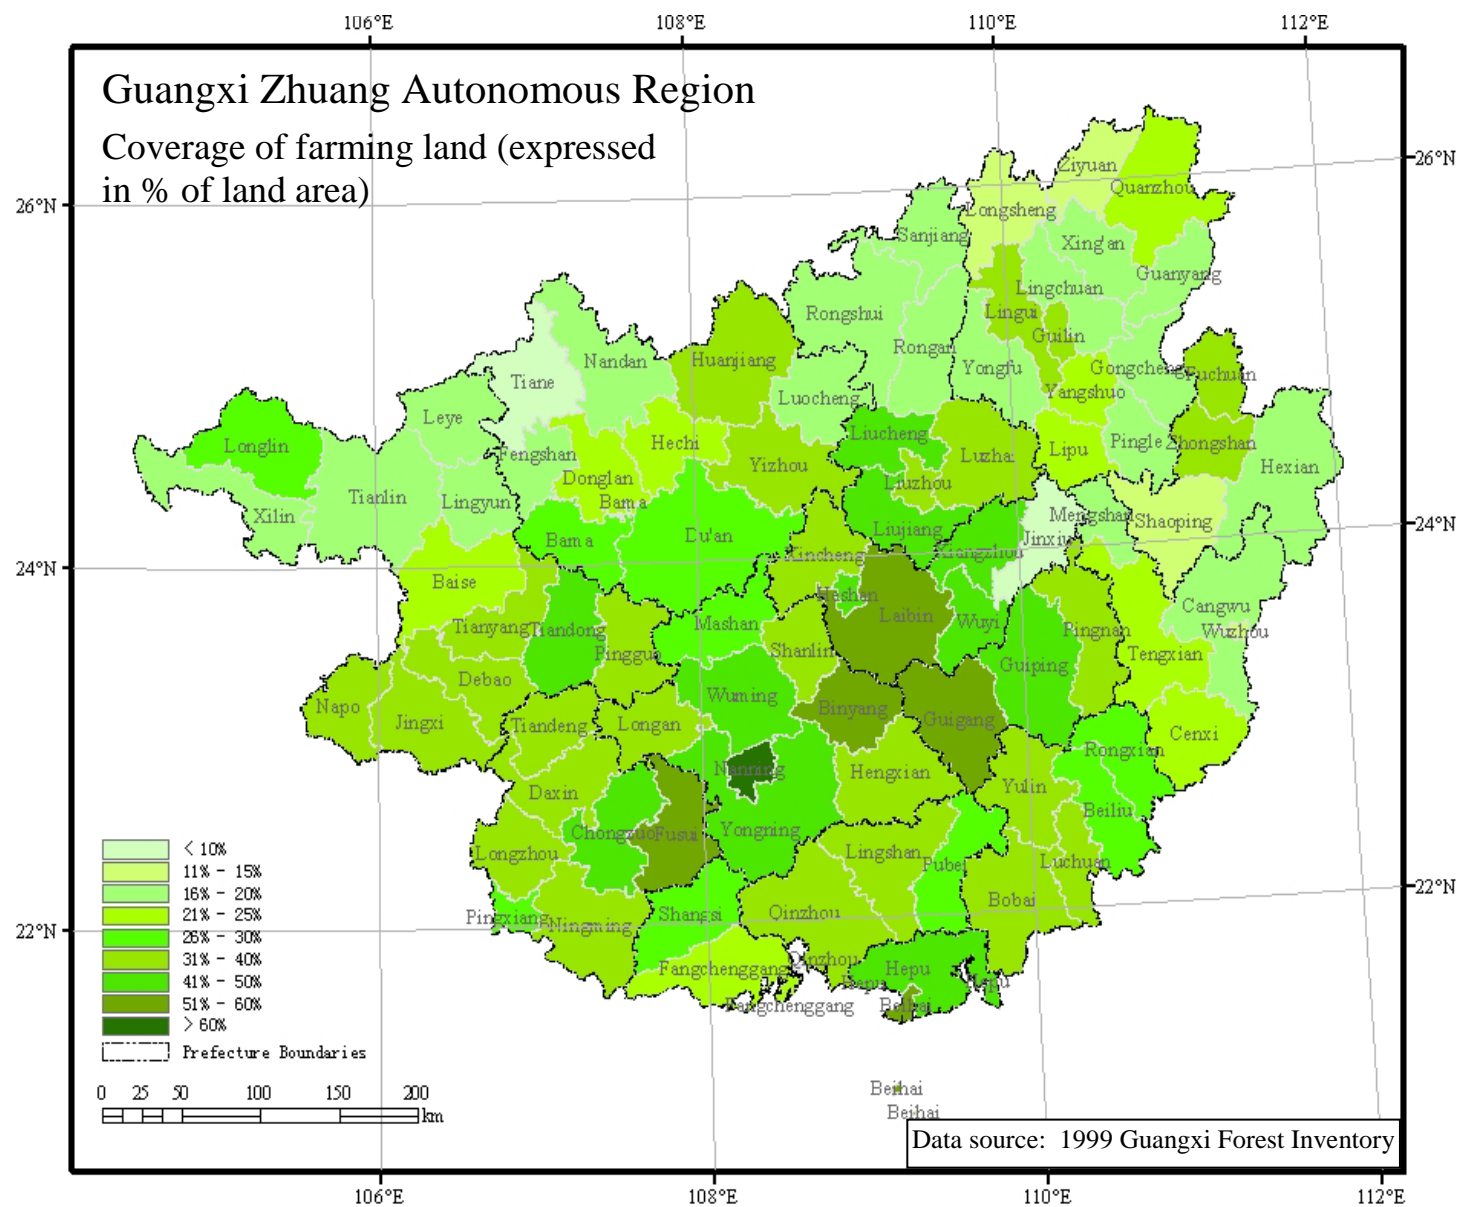 106°E 108°E 110°E 112°E
Guangxi Zhuang Autonomous Region
Coverage of farming land (expressed
in % of land area)
26°N
26°N
Ziyuan
Quanzhou
Longsheng
Sanjiang
Xing'an
Guanyang
Lingchuan
Rongshui
Lingui
Guilin
Rongan
Nandan
Huanjiang
Yongfu
Gongcheng
Fuchuan
Tiane
Yangshuo
Luocheng
Leye
Liucheng
Longlin
Hechi
Luzhai
Lipu
Pingle
Zhongshan
Fengshan
Yizhou
Hexian
Donglan
Liuzhou
Tianlin
Lingyun
Bama
Xilin
Mengshan
Shaoping
24°N
Liujiang
Du'an
Bama
Jinxiu
Xiangzhou
Xincheng
24°N
Baise
Heshan
Cangwu
Laibin
Mashan
Wuyi
Tianyang
Tiandong
Pingnan
Wuzhou
Pingguo
Shanlin
Tengxian
Guiping
Debao
Wuming
Napo
Binyang
Jingxi
Tiandeng
Longan
Guigang
Cenxi
Rongxian
Nanning
Hengxian
Yulin
Daxin
Beiliu
Chongzuo
Fusui
Yongning
Longzhou
Lingshan
Pubei
Luchuan
22°N
Bobai
Pingxiang
Ningming
Shangsi
Qinzhou
22°N
Fangchenggang
Qinzhou
Hepu
Hepu
Hepu
Fangchenggang
Beihai
Beihai
Beihai
< 10%
11% - 15%
16% - 20%
21% - 25%
26% - 30%
31% - 40%
41% - 50%
51% - 60%
> 60%
Prefecture Boundaries
0 25 50 100 150 200
km
Data source: 1999 Guangxi Forest Inventory
106°E 108°E 110°E 112°E